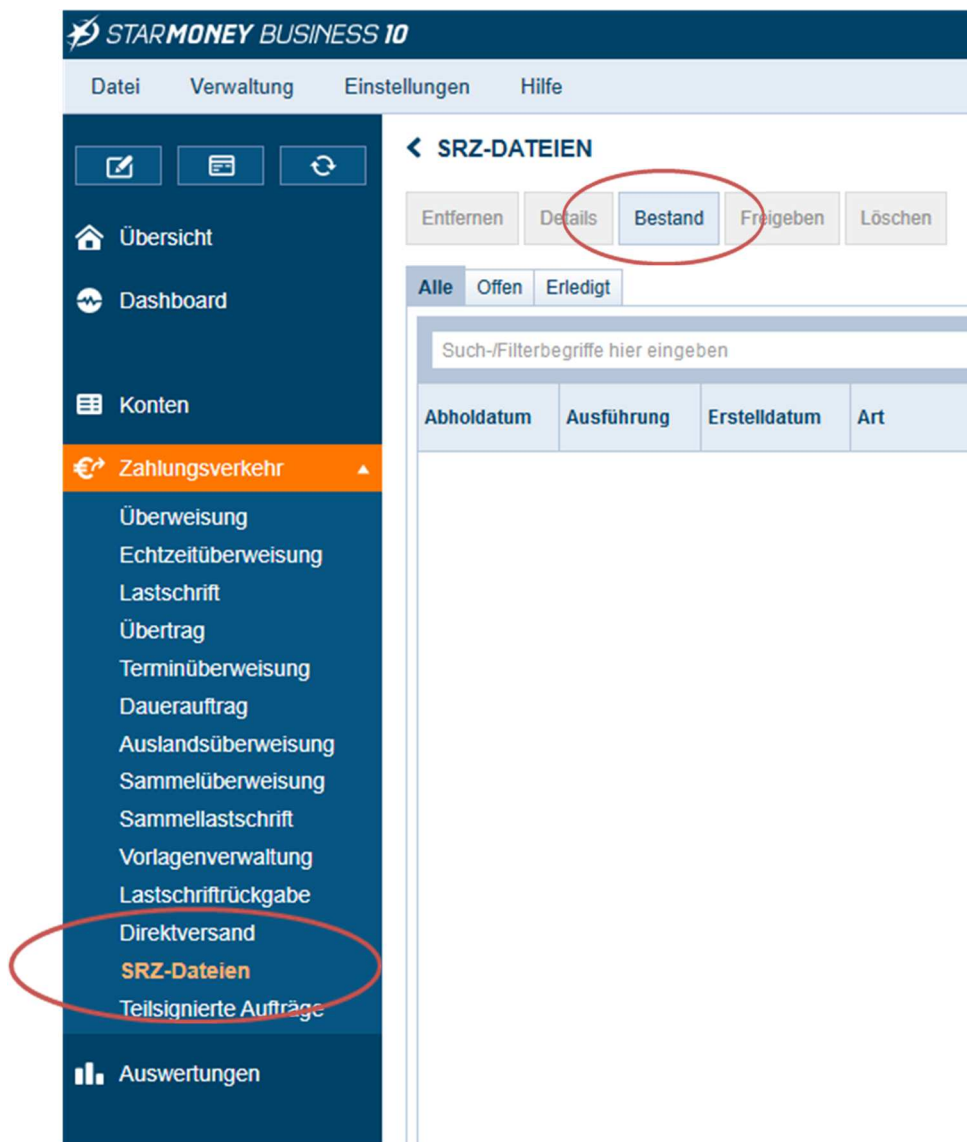 STARMONEY BUSINESS 10
Datei Verwaltung Einstellungen Hilfe
SRZ-DATEIEN
Entfernen Details Bestand Freigeben Löschen
Alle Offen Erledigt
Such-/Filterbegriffe hier eingeben
Abholdatum Ausführung Erstelldatum Art
Übersicht
Dashboard
Konten
Zahlungsverkehr
Überweisung
Echtzeitüberweisung
Lastschrift
Übertrag
Terminüberweisung
Dauerauftrag
Auslandsüberweisung
Sammelüberweisung
Sammellastschrift
Vorlagenverwaltung
Lastschriftrückgabe
Direktversand
SRZ-Dateien
Teilsignierte Aufträge
Auswertungen